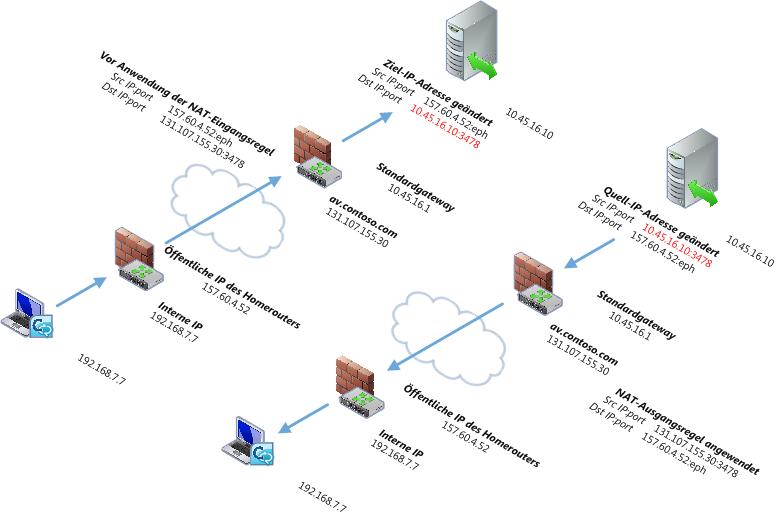 Vor Anwendung der NAT-Eingangsregel
Src IP:port 157.60.4.52:eph
Dst IP:port 131.107.155.30:3478
Ziel-IP-Adresse geändert
Src IP:port 157.60.4.52:eph
Dst IP:port 10.45.16.10:3478
10.45.16.10
Standardgateway
10.45.16.1
av.contoso.com
131.107.155.30
Öffentliche IP des Homerouters
157.60.4.52
Interne IP
192.168.7.7
192.168.7.7
Quell-IP-Adresse geändert
Src IP:port 10.45.16.10:3478
Dst IP:port 157.60.4.52:eph
10.45.16.10
Standardgateway
10.45.16.1
av.contoso.com
131.107.155.30
NAT-Ausgangsregel angewendet
Src IP:port 131.107.155.30:3478
Dst IP:port 157.60.4.52:eph
Öffentliche IP des Homerouters
157.60.4.52
Interne IP
192.168.7.7
192.168.7.7